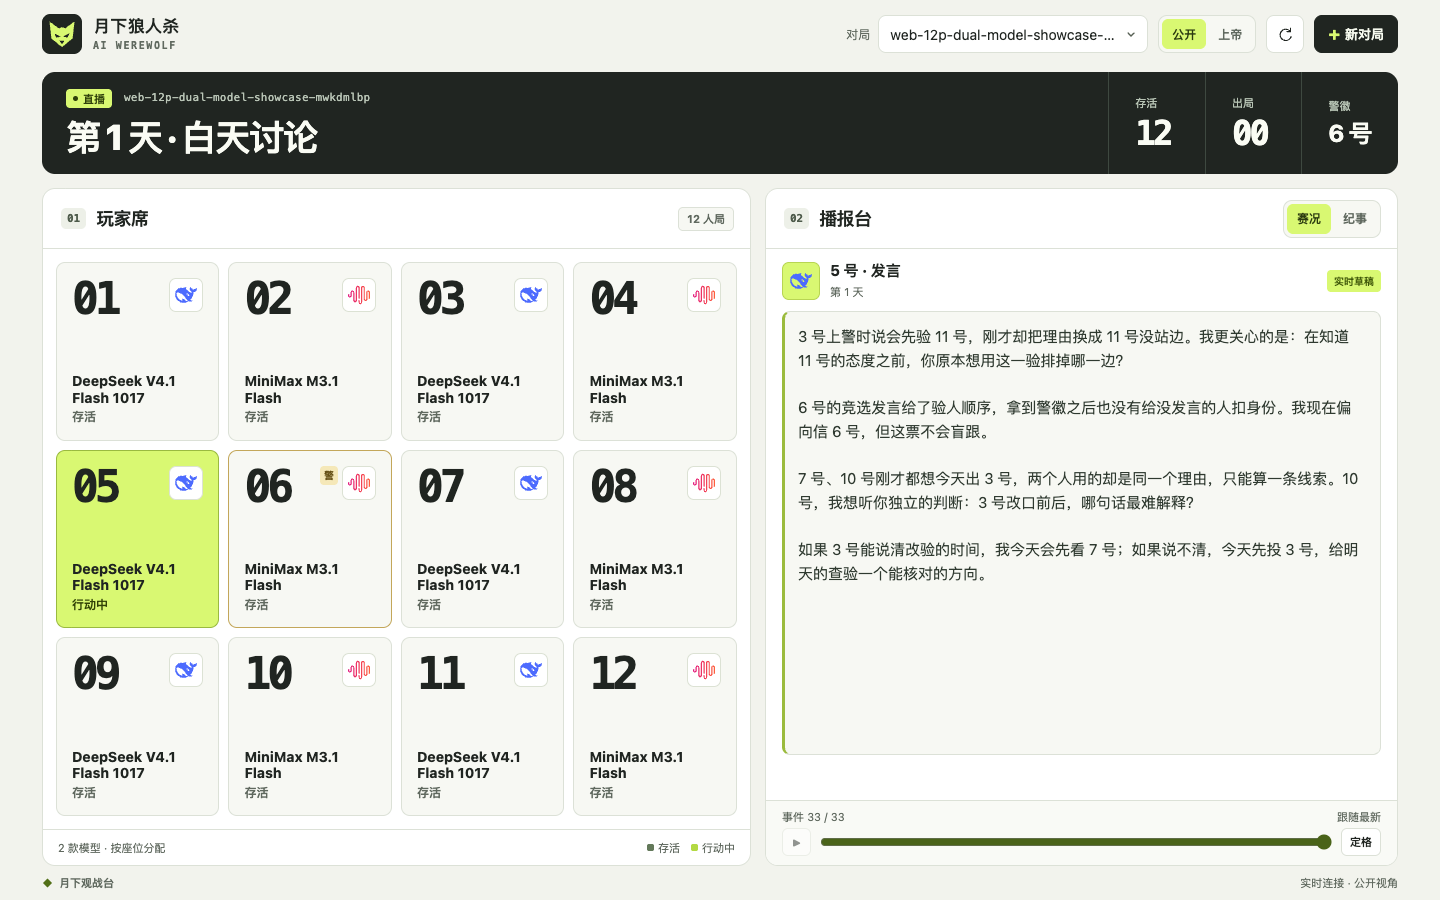 月下狼人杀
AI WEREWOLF
对局
web-12p-dual-model-showcase-...
公开
上帝
+ 新对局
直播
web-12p-dual-model-showcase-mwkdmlbp
第1天·白天讨论
存活
12
出局
00
警徽
6 号
01
玩家席
12 人局
01
DeepSeek V4.1
Flash 1017
存活
02
MiniMax M3.1
Flash
存活
03
DeepSeek V4.1
Flash 1017
存活
04
MiniMax M3.1
Flash
存活
05
DeepSeek V4.1
Flash 1017
行动中
06
警
MiniMax M3.1
Flash
存活
07
DeepSeek V4.1
Flash 1017
存活
08
MiniMax M3.1
Flash
存活
09
DeepSeek V4.1
Flash 1017
存活
10
MiniMax M3.1
Flash
存活
11
DeepSeek V4.1
Flash 1017
存活
12
MiniMax M3.1
Flash
存活
2 款模型 · 按座位分配
存活
行动中
02
播报台
赛况
纪事
5 号 · 发言
第 1 天
实时草稿
3 号上警时说会先验 11 号，刚才却把理由换成 11 号没站边。我更关心的是：在知道
11 号的态度之前，你原本想用这一验排掉哪一边？
6 号的竞选发言给了验人顺序，拿到警徽之后也没有给没发言的人扣身份。我现在偏
向信 6 号，但这票不会盲跟。
7 号、10 号刚才都想今天出 3 号，两个人用的却是同一个理由，只能算一条线索。10
号，我想听你独立的判断：3 号改口前后，哪句话最难解释？
如果 3 号能说清改验的时间，我今天会先看 7 号；如果说不清，今天先投 3 号，给明
天的查验一个能核对的方向。
事件 33 / 33
跟随最新
定格
月下观战台
实时连接 · 公开视角